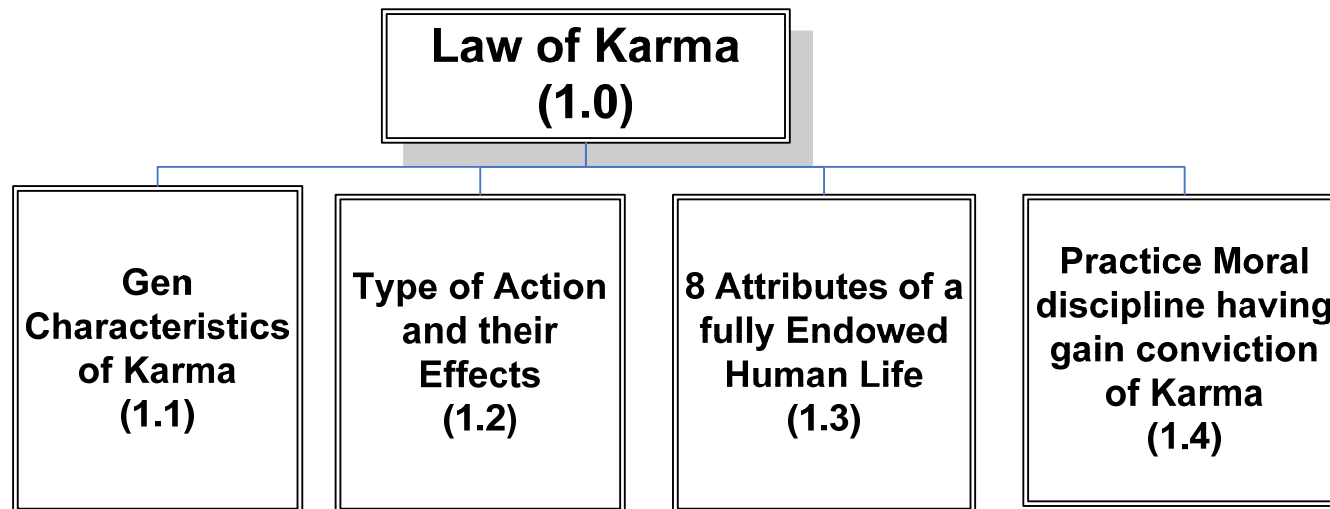 Law of Karma
(1.0)
Gen
Characteristics
of Karma
(1.1)
Type of Action
and their
Effects
(1.2)
8 Attributes of a
fully Endowed
Human Life
(1.3)
Practice Moral
discipline having
gain conviction
of Karma
(1.4)